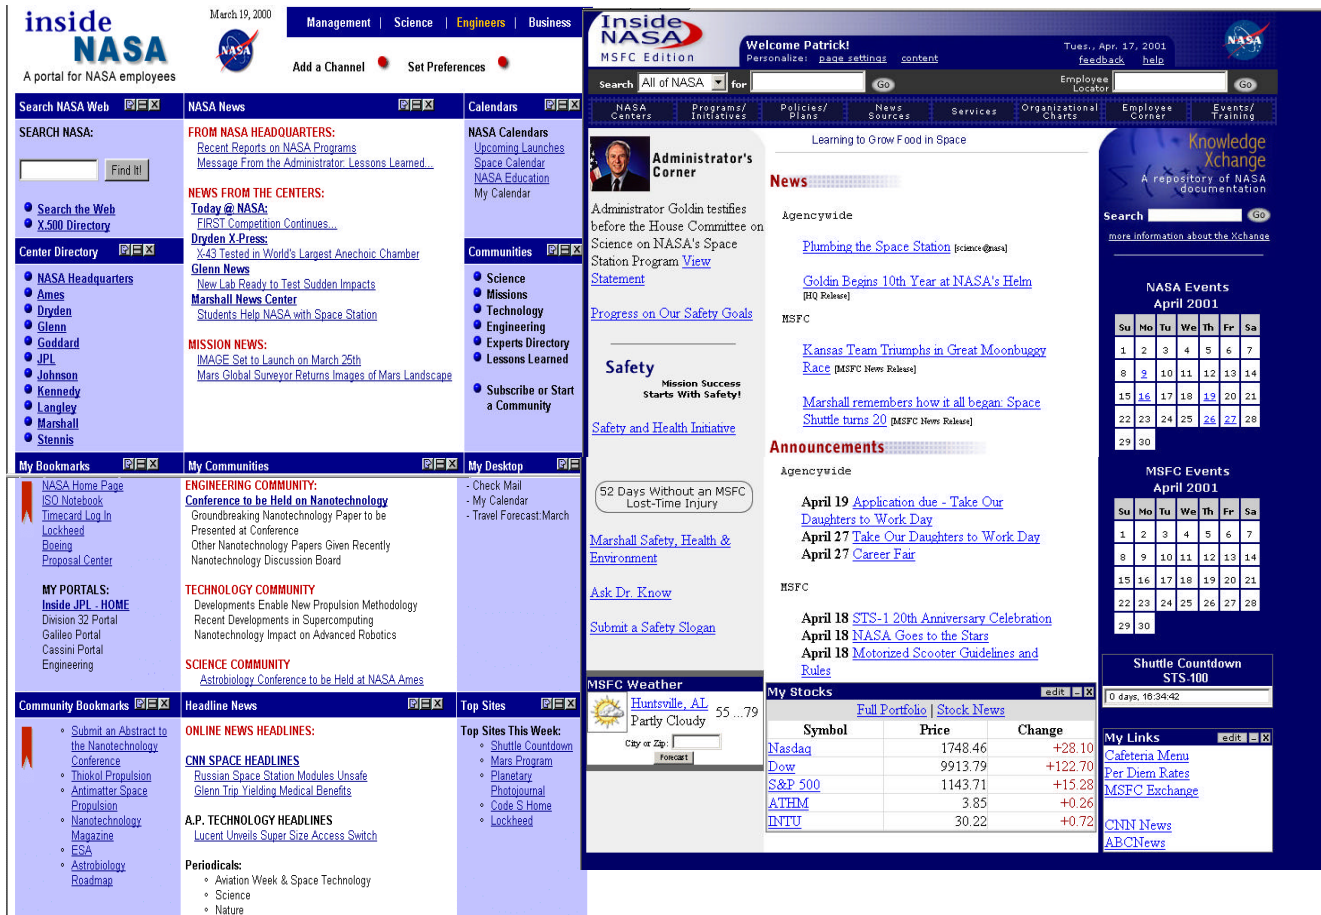 inside
NASA
A portal for NASA employees
March 19, 2000
NASA
Management | Science | Engineers | Business
Add a Channel
Set Preferences
Search NASA Web
SEARCH NASA:
Find It!
Search the Web
X.500 Directory
Center Directory
NASA Headquarters
Ames
Dryden
Glenn
Goddard
JPL
Johnson
Kennedy
Langley
Marshall
Stennis
NASA News
FROM NASA HEADQUARTERS:
Recent Reports on NASA Programs
Message From the Administrator: Lessons Learned...
NEWS FROM THE CENTERS:
Today @ NASA:
FIRST Competition Continues...
Dryden X-Press:
X-43 Tested in World's Largest Anechoic Chamber
Glenn News
New Lab Ready to Test Sudden Impacts
Marshall News Center
Students Help NASA with Space Station
MISSION NEWS:
IMAGE Set to Launch on March 25th
Mars Global Surveyor Returns Images of Mars Landscape
Calendars
NASA Calendars
Upcoming Launches
Space Calendar
NASA Education
My Calendar
Communities
Science
Missions
Technology
Engineering
Experts Directory
Lessons Learned
Subscribe or Start
a Community
My Bookmarks
NASA Home Page
ISO Notebook
Timecard Log In
Lockheed
Boeing
Proposal Center
MY PORTALS:
Inside JPL - HOME
Division 32 Portal
Galileo Portal
Cassini Portal
Engineering
My Communities
ENGINEERING COMMUNITY:
Conference to be Held on Nanotechnology
Groundbreaking Nanotechnology Paper to be
Presented at Conference
Other Nanotechnology Papers Given Recently
Nanotechnology Discussion Board
TECHNOLOGY COMMUNITY
Developments Enable New Propulsion Methodology
Recent Developments in Supercomputing
Nanotechnology Impact on Advanced Robotics
SCIENCE COMMUNITY
Astrobiology Conference to be Held at NASA Ames
My Desktop
- Check Mail
- My Calendar
- Travel Forecast:March
Community Bookmarks
Submit an Abstract to
the Nanotechnology
Conference
Thiokol Propulsion
Antimatter Space
Propulsion
Nanotechnology
Magazine
ESA
Astrobiology
Roadmap
Headline News
ONLINE NEWS HEADLINES:
CNN SPACE HEADLINES
Russian Space Station Modules Unsafe
Glenn Trip Yielding Medical Benefits
A.P. TECHNOLOGY HEADLINES
Lucent Unveils Super Size Access Switch
Periodicals:
Aviation Week & Space Technology
Science
Nature
Top Sites
Top Sites This Week:
Shuttle Countdown
Mars Program
Planetary
Photojournal
Code S Home
Lockheed
Inside
NASA
MSFC Edition
Welcome Patrick!
Personalize: page settings content
Tues., Apr. 17, 2001
feedback help
NASA
Search All of NASA for Go
Employee
Locator
Go
NASA
Centers
Programs/
Initiatives
Policies/
Plans
News
Sources
Services
Organizational
Charts
Employee
Corner
Events/
Training
Administrator's
Corner
Administrator Goldin testifies
before the House Committee on
Science on NASA's Space
Station Program View
Statement
Progress on Our Safety Goals
Safety
Mission Success
Starts With Safety!
Safety and Health Initiative
52 Days Without an MSFC
Lost-Time Injury
Marshall Safety, Health &
Environment
Ask Dr. Know
Submit a Safety Slogan
MSFC Weather
Huntsville, AL
Partly Cloudy
55 ...79
City or Zip:
Forecast
Learning to Grow Food in Space
News
Agencywide
Plumbing the Space Station [science@nasa]
Goldin Begins 10th Year at NASA's Helm
[HQ Release]
MSFC
Kansas Team Triumphs in Great Moonbuggy
Race [MSFC News Release]
Marshall remembers how it all began: Space
Shuttle turns 20 [MSFC News Release]
Announcements
Agencywide
April 19 Application due - Take Our
Daughters to Work Day
April 27 Take Our Daughters to Work Day
April 27 Career Fair
MSFC
April 18 STS-1 20th Anniversary Celebration
April 18 NASA Goes to the Stars
April 18 Motorized Scooter Guidelines and
Rules
My Stocks edit
Full Portfolio | Stock News
Symbol Price Change
Nasdaq 1748.46 +28.10
Dow 9913.79 +122.70
S&P 500 1143.71 +15.28
ATHM 3.85 +0.26
INTU 30.22 +0.72
Knowledge
Xchange
A repository of NASA
documentation
Search Go
more information about the Xchange
NASA Events
April 2001
Su Mo Tu We Th Fr Sa
1 2 3 4 5 6 7
8 9 10 11 12 13 14
15 16 17 18 19 20 21
22 23 24 25 26 27 28
29 30
MSFC Events
April 2001
Su Mo Tu We Th Fr Sa
1 2 3 4 5 6 7
8 9 10 11 12 13 14
15 16 17 18 19 20 21
22 23 24 25 26 27 28
29 30
Shuttle Countdown
STS-100
0 days, 16:34:42
My Links edit
Cafeteria Menu
Per Diem Rates
MSFC Exchange
CNN News
ABCNews